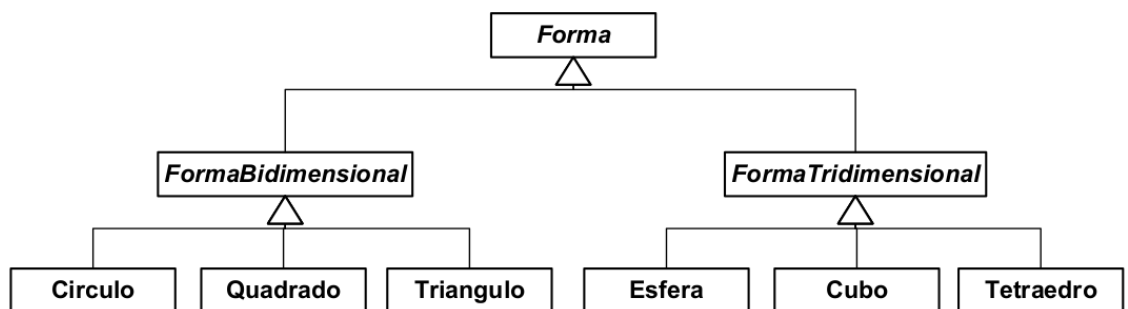 Forma
FormaBidimensional
FormaTridimensional
Circulo
Quadrado
Triangulo
Esfera
Cubo
Tetraedro